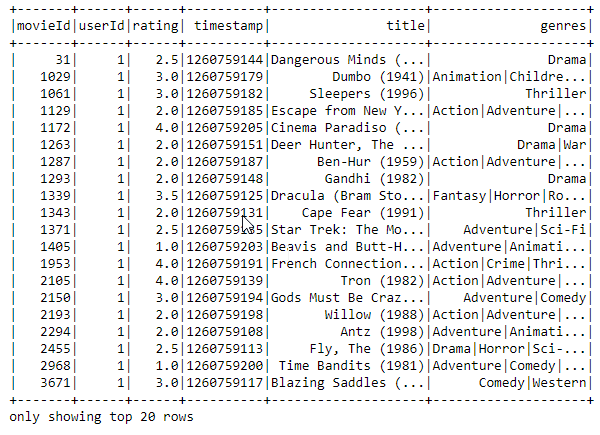 +-------+------+------+----------+--------------------+--------------------+
|movieId|userId|rating| timestamp|               title|              genres|
+-------+------+------+----------+--------------------+--------------------+
|     31|     1|   2.5|1260759144|Dangerous Minds (...|               Drama|
|   1029|     1|   3.0|1260759179|        Dumbo (1941)|Animation|Childre...|
|   1061|     1|   3.0|1260759182|     Sleepers (1996)|            Thriller|
|   1129|     1|   2.0|1260759185|Escape from New Y...|Action|Adventure|...|
|   1172|     1|   4.0|1260759205|Cinema Paradiso (...|               Drama|
|   1263|     1|   2.0|1260759151|Deer Hunter, The ...|           Drama|War|
|   1287|     1|   2.0|1260759187|      Ben-Hur (1959)|Action|Adventure|...|
|   1293|     1|   2.0|1260759148|       Gandhi (1982)|               Drama|
|   1339|     1|   3.5|1260759125|Dracula (Bram Sto...|Fantasy|Horror|Ro...|
|   1343|     1|   2.0|1260759131|    Cape Fear (1991)|            Thriller|
|   1371|     1|   2.5|1260759135|Star Trek: The Mo...|    Adventure|Sci-Fi|
|   1405|     1|   1.0|1260759203|Beavis and Butt-H...|Adventure|Animati...|
|   1953|     1|   4.0|1260759191|French Connection...|Action|Crime|Thri...|
|   2105|     1|   4.0|1260759139|         Tron (1982)|Action|Adventure|...|
|   2150|     1|   3.0|1260759194|Gods Must Be Craz...|    Adventure|Comedy|
|   2193|     1|   2.0|1260759198|       Willow (1988)|Action|Adventure|...|
|   2294|     1|   2.0|1260759108|         Antz (1998)|Adventure|Animati...|
|   2455|     1|   2.5|1260759113|     Fly, The (1986)|Drama|Horror|Sci-...|
|   2968|     1|   1.0|1260759200| Time Bandits (1981)|Adventure|Comedy|...|
|   3671|     1|   3.0|1260759117|Blazing Saddles (...|      Comedy|Western|
+-------+------+------+----------+--------------------+--------------------+
only showing top 20 rows